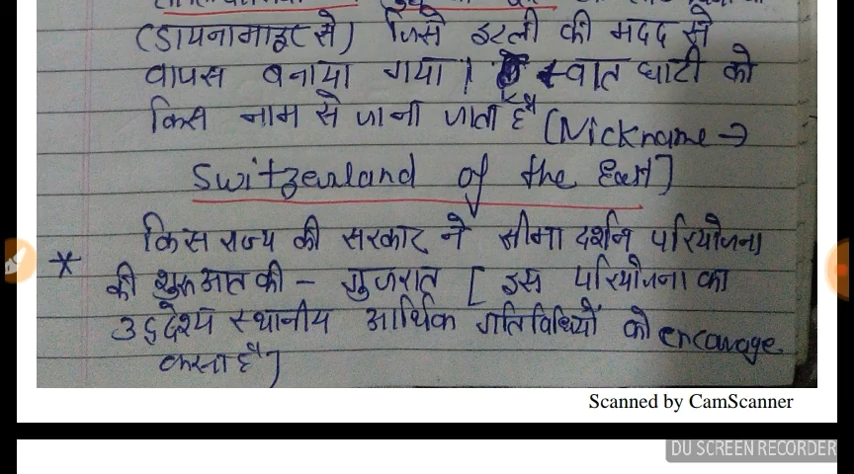 (डायनामाइट से) जिसे इटली की मदद से
वापस बनाया गया। स्वात घाटी को
किस नाम से जाना जाता है (Nickname →
Switzerland of the East]
* किस राज्य की सरकार ने सीमा दर्शन परियोजना
की शुरुआत की - गुजरात [ इस परियोजना का
उद्देश्य स्थानीय आर्थिक गतिविधियों को encourage
करना है]
Scanned by CamScanner
DU SCREEN RECORDER